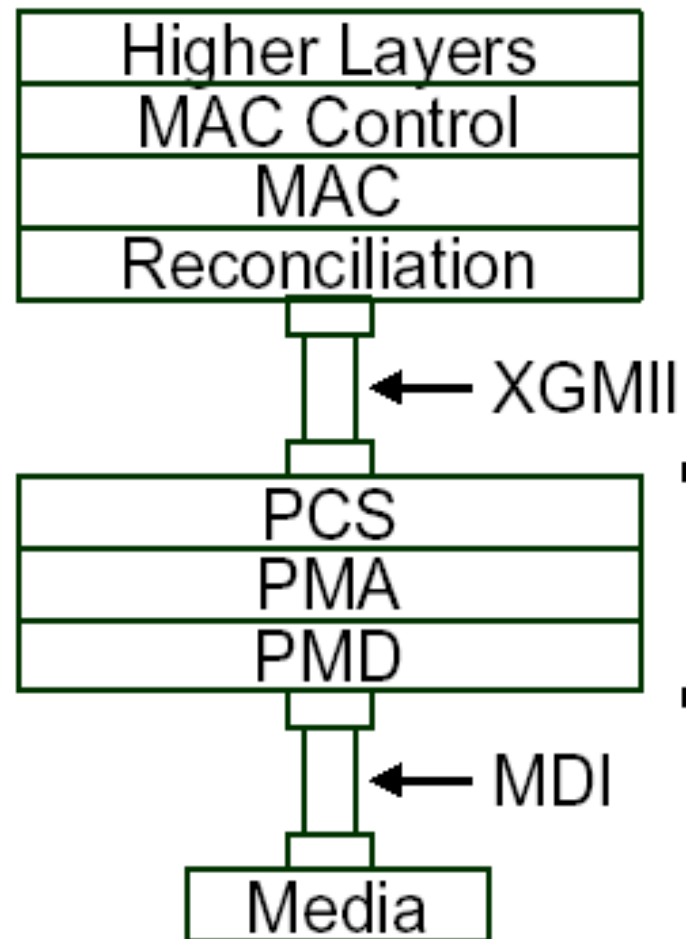 Higher Layers
MAC Control
MAC
Reconciliation
XGMII
PCS
PMA
PMD
MDI
Media